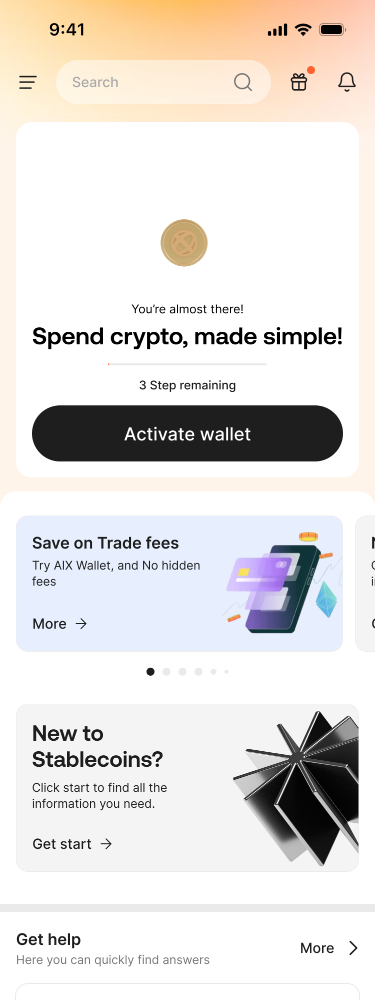 9:41
Search
You’re almost there!
Spend crypto, made simple!
3 Step remaining
Activate wallet
Save on Trade fees
Try AIX Wallet, and No hidden
fees
More
New to
Stablecoins?
Click start to find all the
information you need.
Get start
Get help
Here you can quickly find answers
More